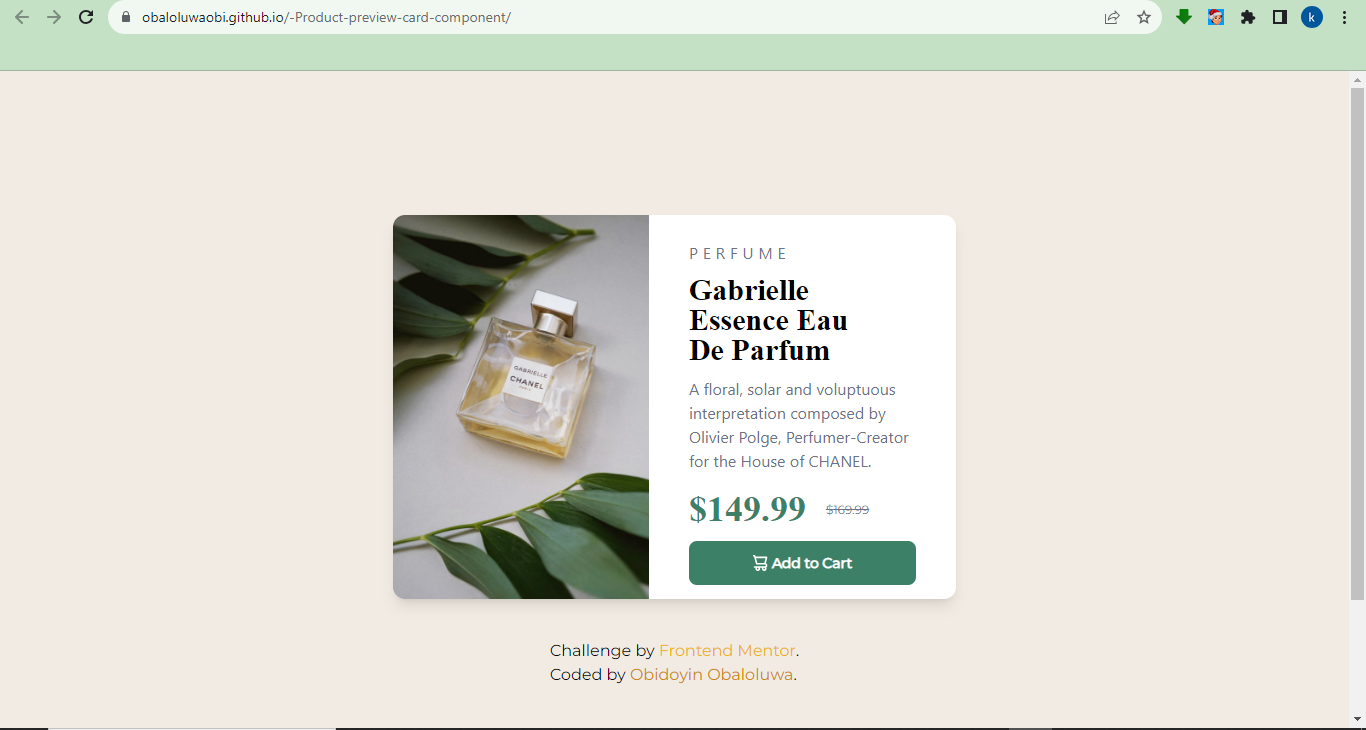 obaloluwaobi.github.io/-Product-preview-card-component/
k
PERFUME
Gabrielle
Essence Eau
De Parfum
GABRIELLE
CHANEL
PARIS
A floral, solar and voluptuous
interpretation composed by
Olivier Polge, Perfumer-Creator
for the House of CHANEL.
$149.99 $169.99
Add to Cart
Challenge by Frontend Mentor.
Coded by Obidoyin Obaloluwa.